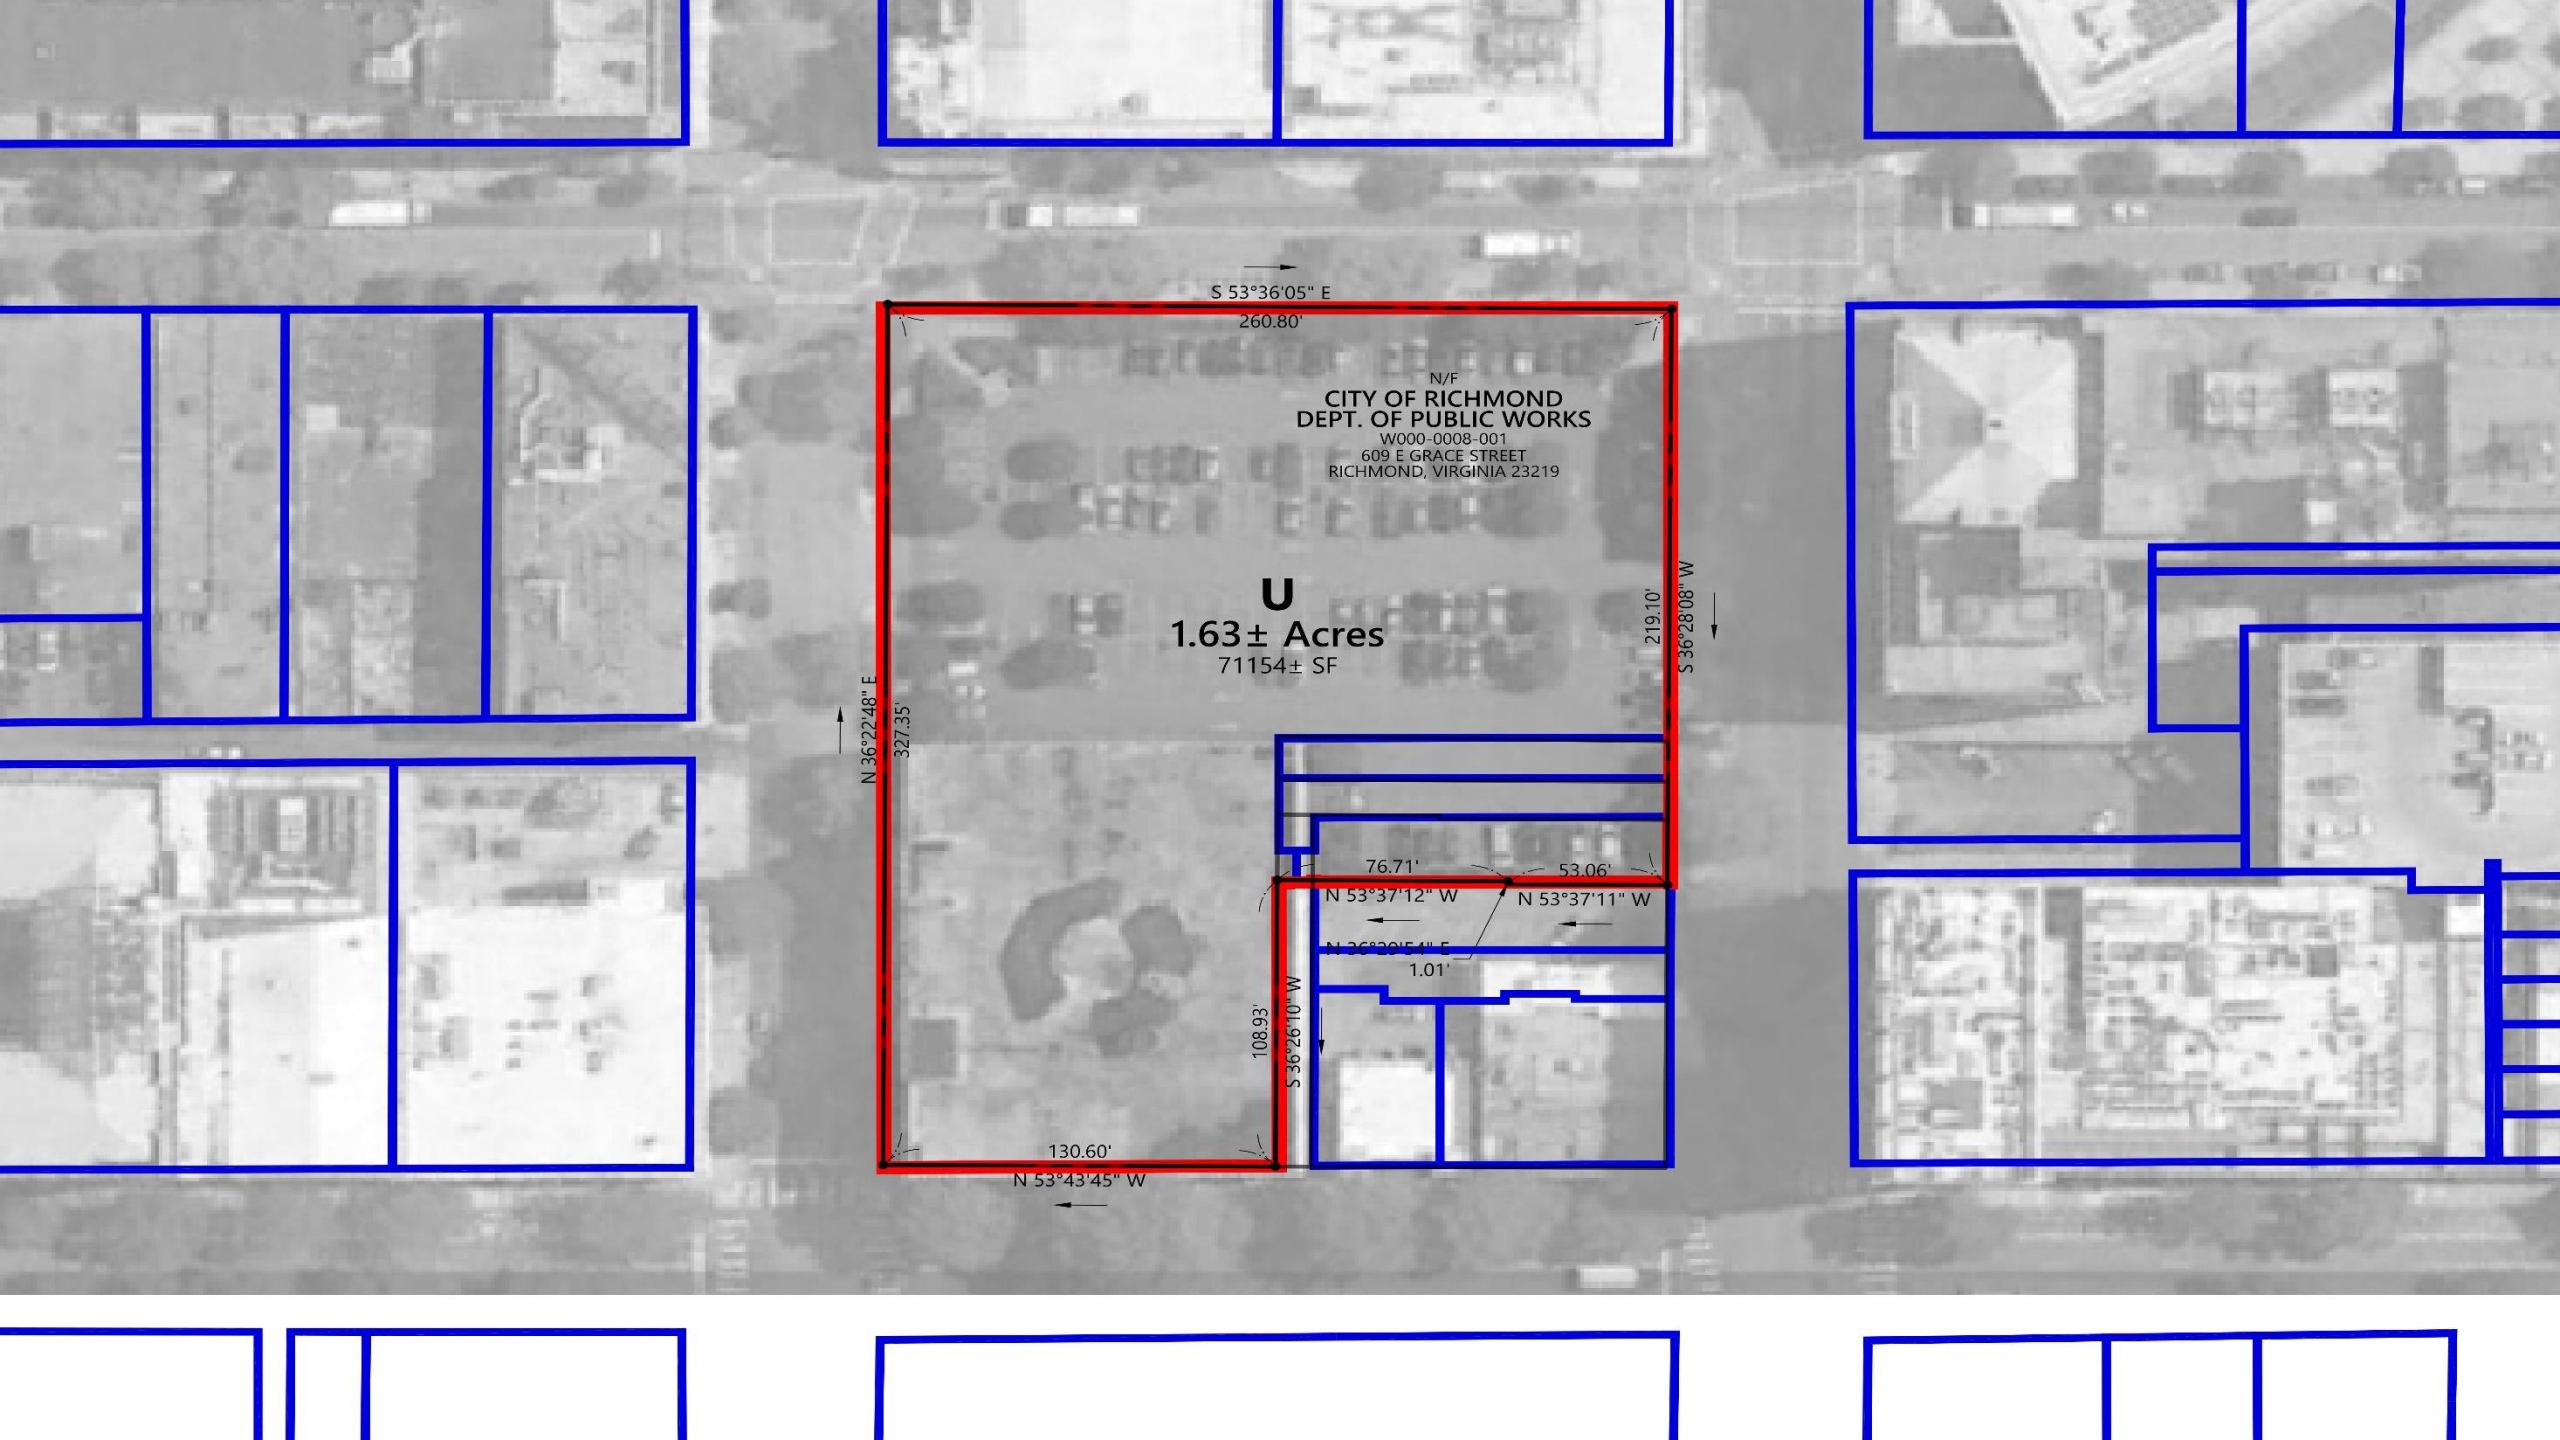 S 53°36'05" E
260.80'
N/F
CITY OF RICHMOND
DEPT. OF PUBLIC WORKS
W000-0008-001
609 E GRACE STREET
RICHMOND, VIRGINIA 23219
U
1.63± Acres
71154± SF
219.10'
S 36°28'08" W
N 36°22'48" E
327.35'
76.71'
53.06'
N 53°37'12" W
N 53°37'11" W
N 36°29'54" E
1.01'
108.93'
S 36°26'10" W
130.60'
N 53°43'45" W